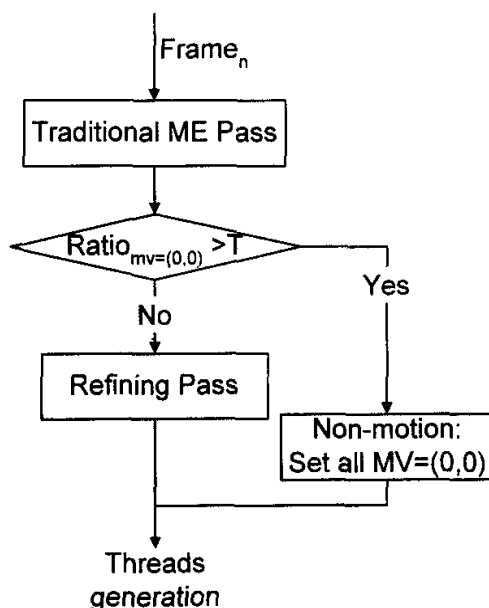 Frameₙ
Traditional ME Pass
Ratio_mv=(0,0) >T
Yes
No
Refining Pass
Non-motion:
Set all MV=(0,0)
Threads
generation